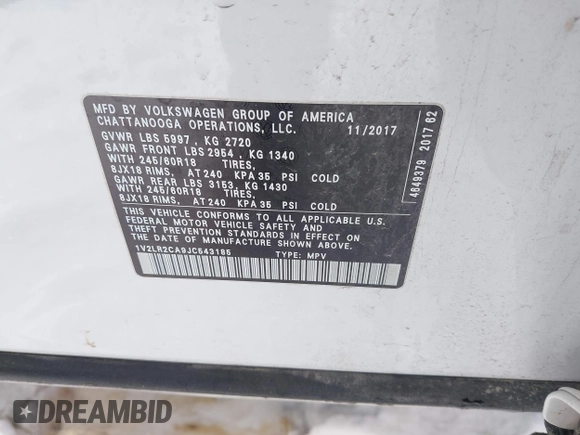 MFD BY VOLKSWAGEN GROUP OF AMERICA
CHATTANOOGA OPERATIONS, LLC. 11/2017
GVWR LBS 5997 , KG 2720
GAWR FRONT LBS 2954 , KG 1340
WITH 245/60R18 TIRES,
8JX18 RIMS, AT 240 KPA 35 PSI COLD
GAWR REAR LBS 3153, KG 1430
WITH 245/60R18 TIRES,
8JX18 RIMS, AT 240 KPA 35 PSI COLD
THIS VEHICLE CONFORMS TO ALL APPLICABLE U.S.
FEDERAL MOTOR VEHICLE SAFETY AND
THEFT PREVENTION STANDARDS IN EFFECT ON
THE DATE OF MANUFACTURE SHOWN ABOVE.
1V2LR2CA9JC543185 TYPE: MPV
4649379 2017 62
DREAMBID